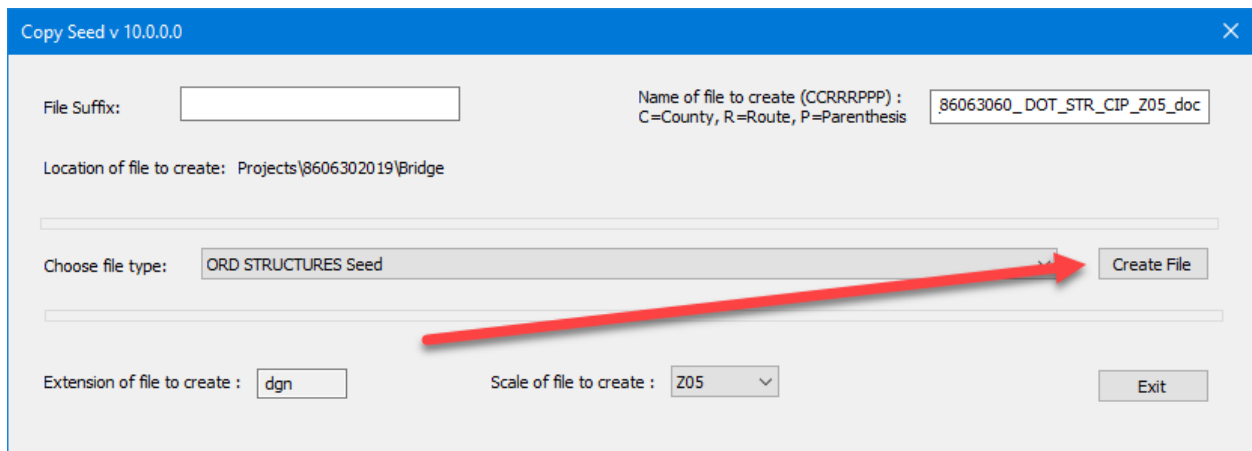 Copy Seed v 10.0.0.0
File Suffix:
Name of file to create (CCRRRPPP) :
C=County, R=Route, P=Parenthesis
86063060_ DOT_STR_CIP_Z05_doc
Location of file to create: Projects\8606302019\Bridge
Choose file type:
ORD STRUCTURES Seed
Create File
Extension of file to create :
dgn
Scale of file to create :
Z05
Exit